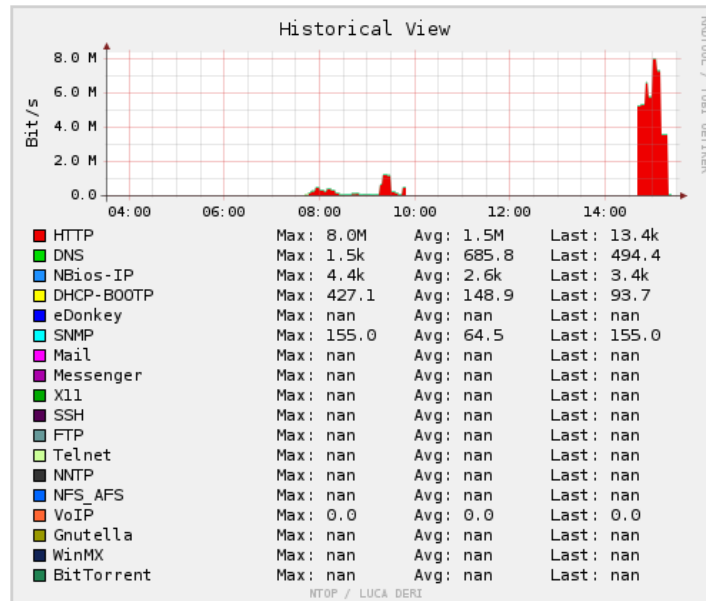 Historical View
RRDTOOL / TOBI OETIKER
Bit/s
8.0 M
6.0 M
4.0 M
2.0 M
0.0
04:00 06:00 08:00 10:00 12:00 14:00
HTTP Max: 8.0M Avg: 1.5M Last: 13.4k
DNS Max: 1.5k Avg: 685.8 Last: 494.4
NBios-IP Max: 4.4k Avg: 2.6k Last: 3.4k
DHCP-BOOTP Max: 427.1 Avg: 148.9 Last: 93.7
eDonkey Max: nan Avg: nan Last: nan
SNMP Max: 155.0 Avg: 64.5 Last: 155.0
Mail Max: nan Avg: nan Last: nan
Messenger Max: nan Avg: nan Last: nan
X11 Max: nan Avg: nan Last: nan
SSH Max: nan Avg: nan Last: nan
FTP Max: nan Avg: nan Last: nan
Telnet Max: nan Avg: nan Last: nan
NNTP Max: nan Avg: nan Last: nan
NFS_AFS Max: nan Avg: nan Last: nan
VoIP Max: 0.0 Avg: 0.0 Last: 0.0
Gnutella Max: nan Avg: nan Last: nan
WinMX Max: nan Avg: nan Last: nan
BitTorrent Max: nan Avg: nan Last: nan
NTOP / LUCA DERI